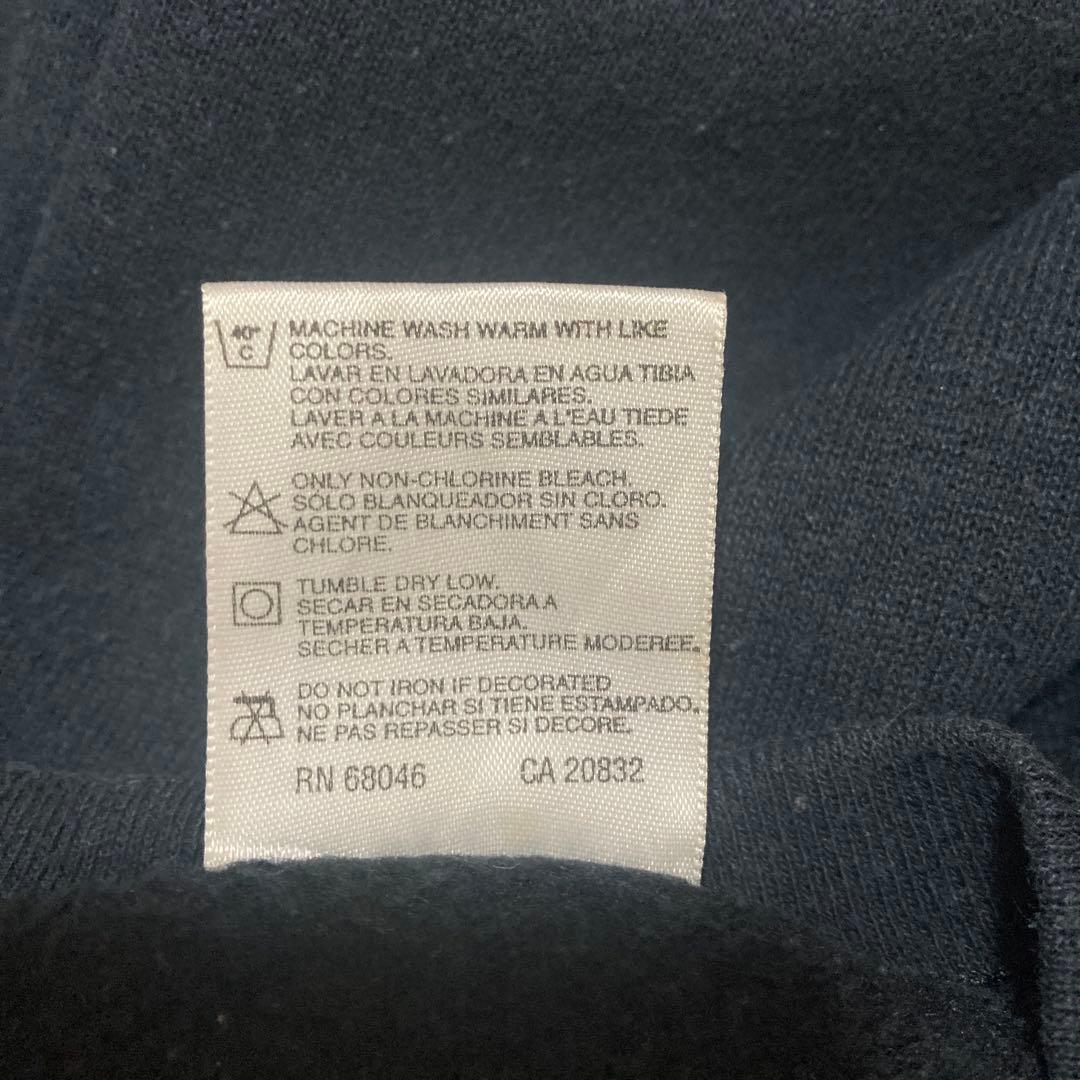 40°
C
MACHINE WASH WARM WITH LIKE
COLORS.
LAVAR EN LAVADORA EN AGUA TIBIA
CON COLORES SIMILARES.
LAVER A LA MACHINE A L'EAU TIEDE
AVEC COULEURS SEMBLABLES.
ONLY NON-CHLORINE BLEACH.
SOLO BLANQUEADOR SIN CLORO.
AGENT DE BLANCHIMENT SANS
CHLORE.
TUMBLE DRY LOW.
SECAR EN SECADORA A
TEMPERATURA BAJA.
SECHER A TEMPERATURE MODEREE.
DO NOT IRON IF DECORATED
NO PLANCHAR SI TIENE ESTAMPADO.
NE PAS REPASSER SI DECORE.
RN 68046 CA 20832